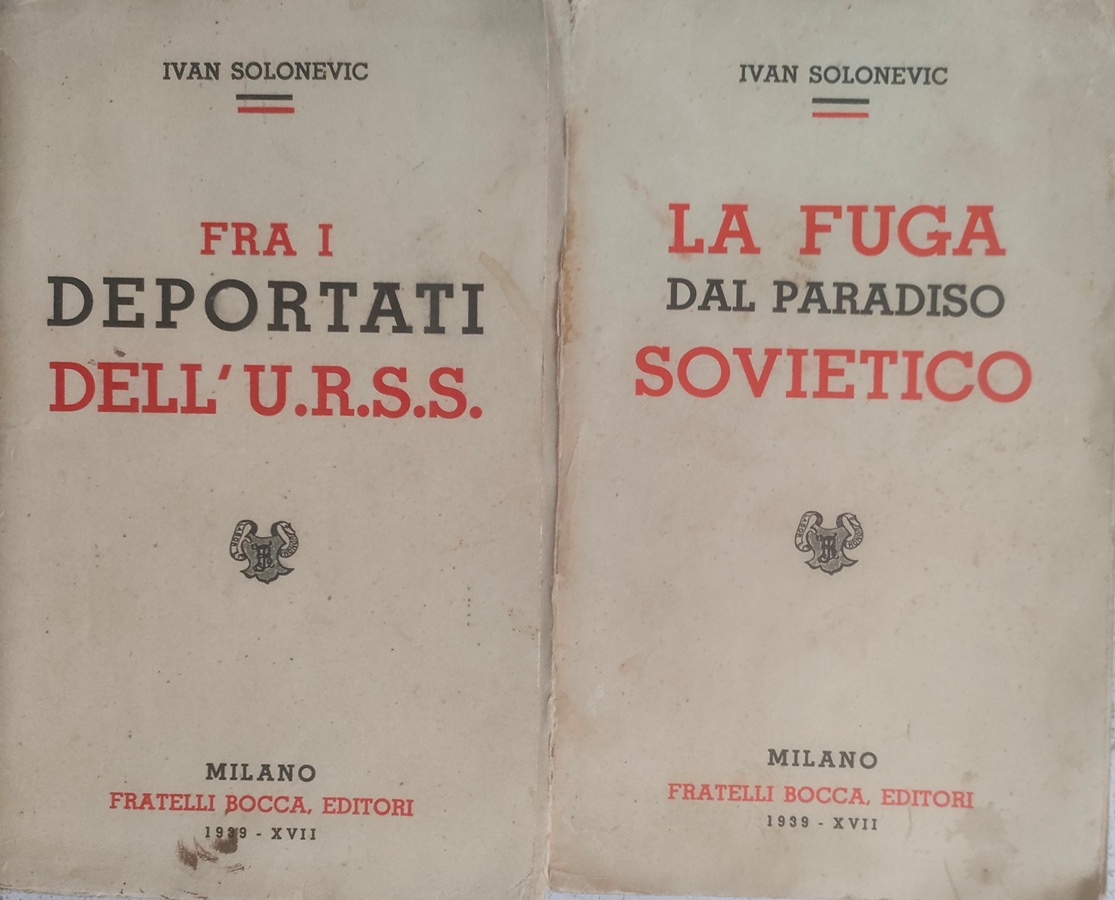 IVAN SOLONEVIC
FRA I
DEPORTATI
DELL'U.R.S.S.
MILANO
FRATELLI BOCCA, EDITORI
1939 - XVII
IVAN SOLONEVIC
LA FUGA
DAL PARADISO
SOVIETICO
MILANO
FRATELLI BOCCA, EDITORI
1939 - XVII